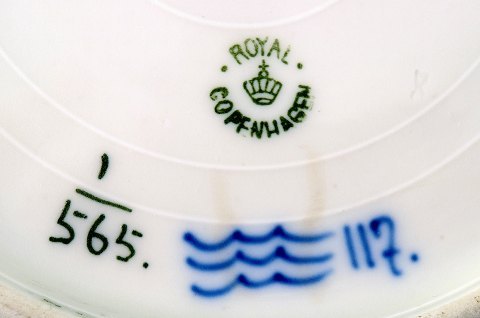 ROYAL
COPENHAGEN
1
565.
117.